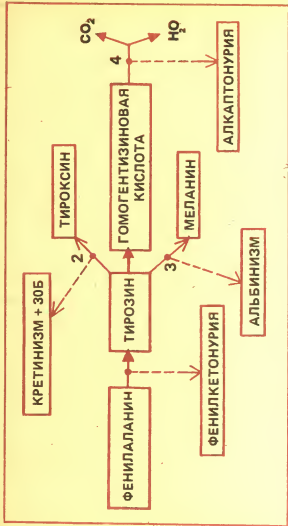 КРЕТИНИЗМ + ЗОБ
ТИРОКСИН
2
ФЕНИЛАЛАНИН
ТИРОЗИН
ГОМОГЕНТИЗИНОВАЯ
КИСЛОТА
4
CO2
H2O
3
МЕЛАНИН
ФЕНИЛКЕТОНУРИЯ
АЛЬБИНИЗМ
АЛКАПТОНУРИЯ